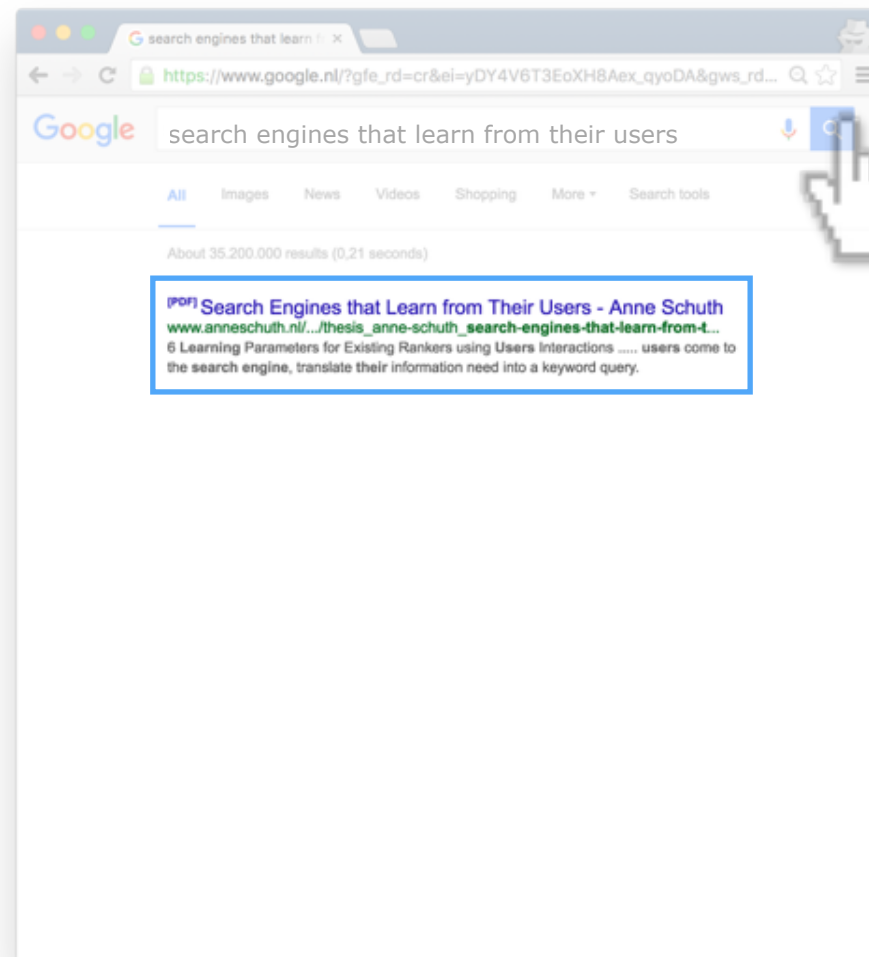 search engines that learn f
https://www.google.nl/?gfe_rd=cr&ei=yDY4V6T3EoXH8Aex_qyoDA&gws_rd...
Google
search engines that learn from their users
All Images News Videos Shopping More Search tools
About 35.200.000 results (0,21 seconds)
[PDF] Search Engines that Learn from Their Users - Anne Schuth
www.anneschuth.nl/.../thesis_anne-schuth_search-engines-that-learn-from-t...
6 Learning Parameters for Existing Rankers using Users Interactions ..... users come to
the search engine, translate their information need into a keyword query.